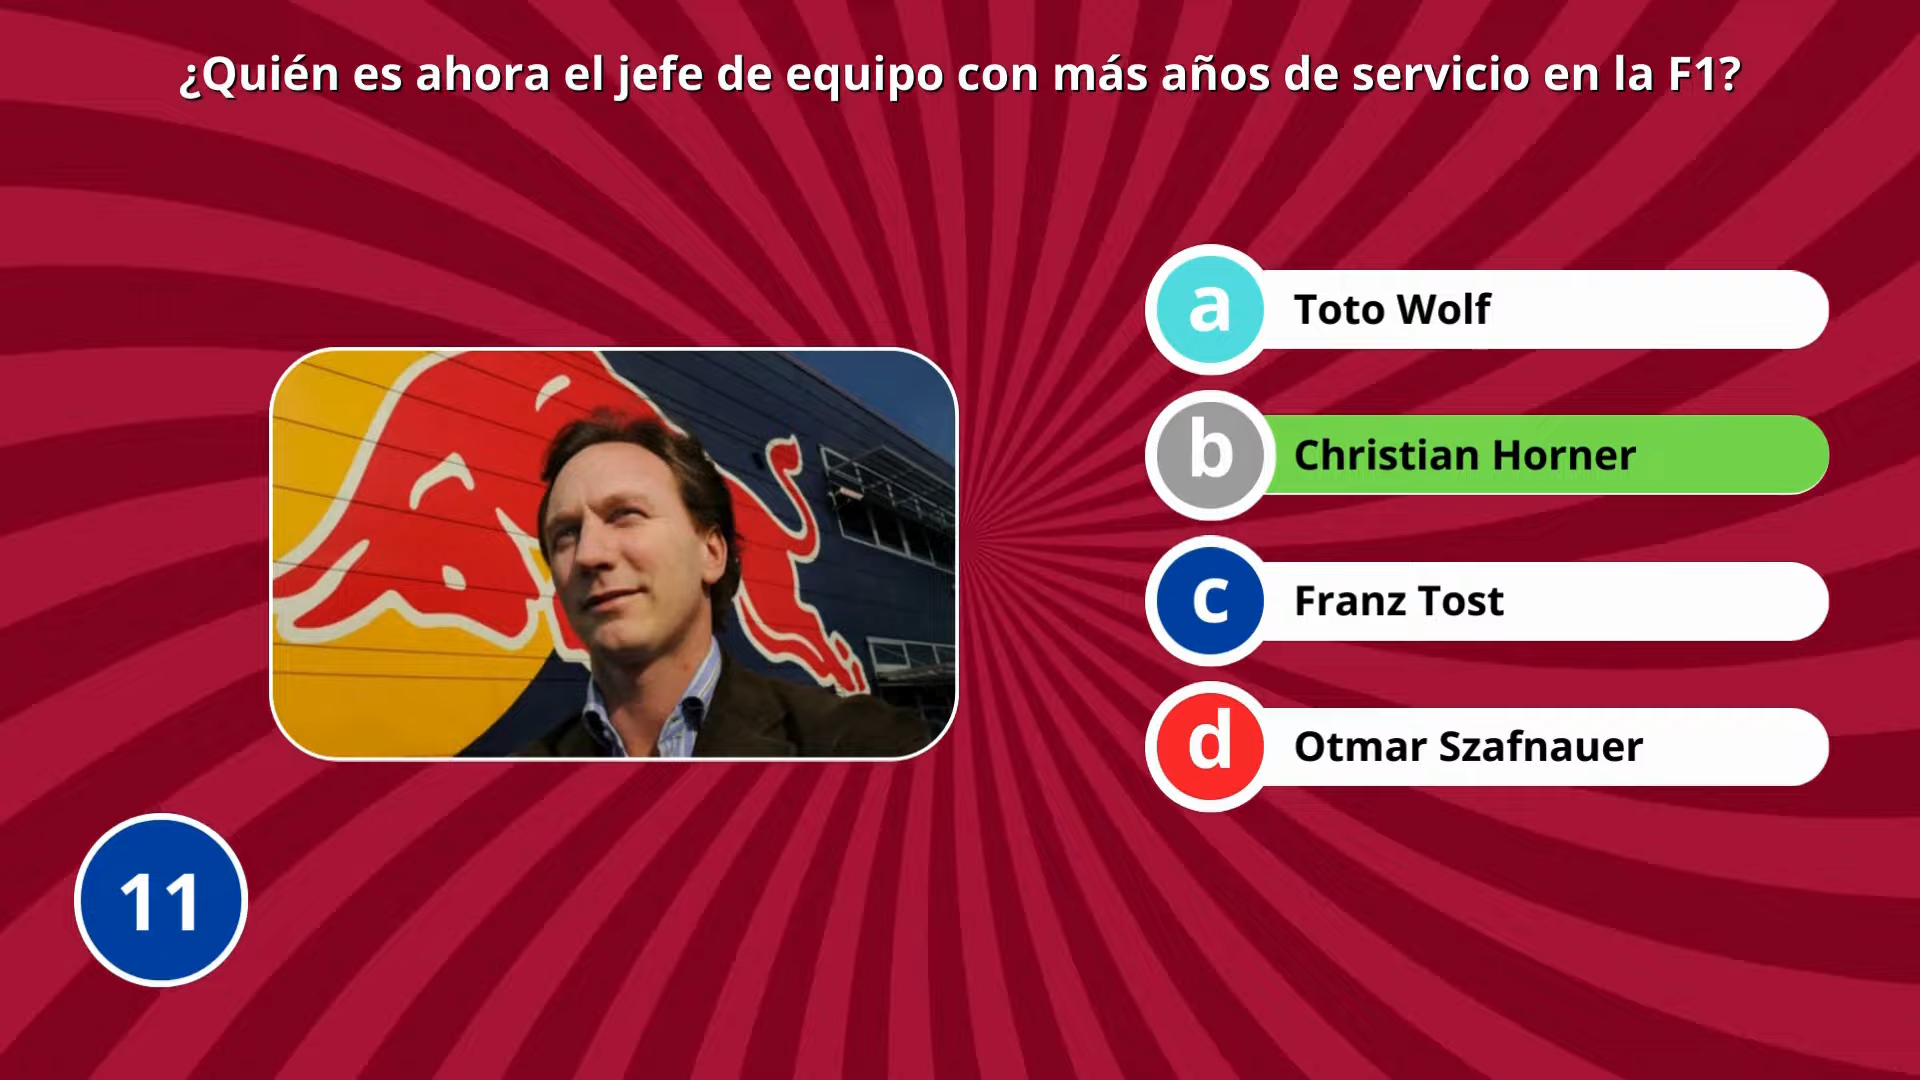 ¿Quién es ahora el jefe de equipo con más años de servicio en la F1?
a Toto Wolf
b Christian Horner
c Franz Tost
d Otmar Szafnauer
11